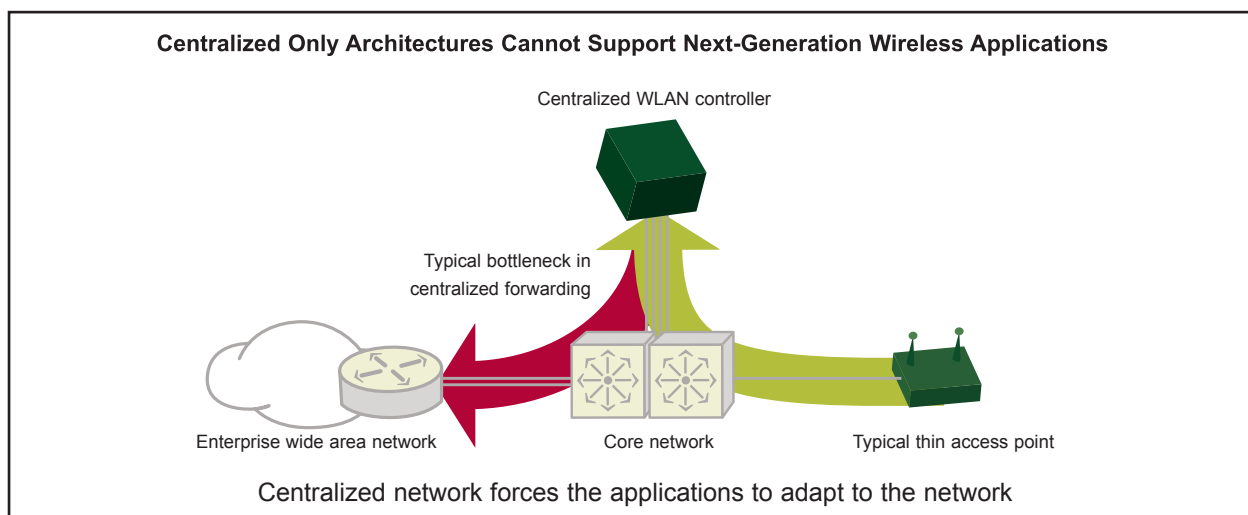 Centralized Only Architectures Cannot Support Next-Generation Wireless Applications
Centralized WLAN controller
Typical bottleneck in
centralized forwarding
Enterprise wide area network
Core network
Typical thin access point
Centralized network forces the applications to adapt to the network